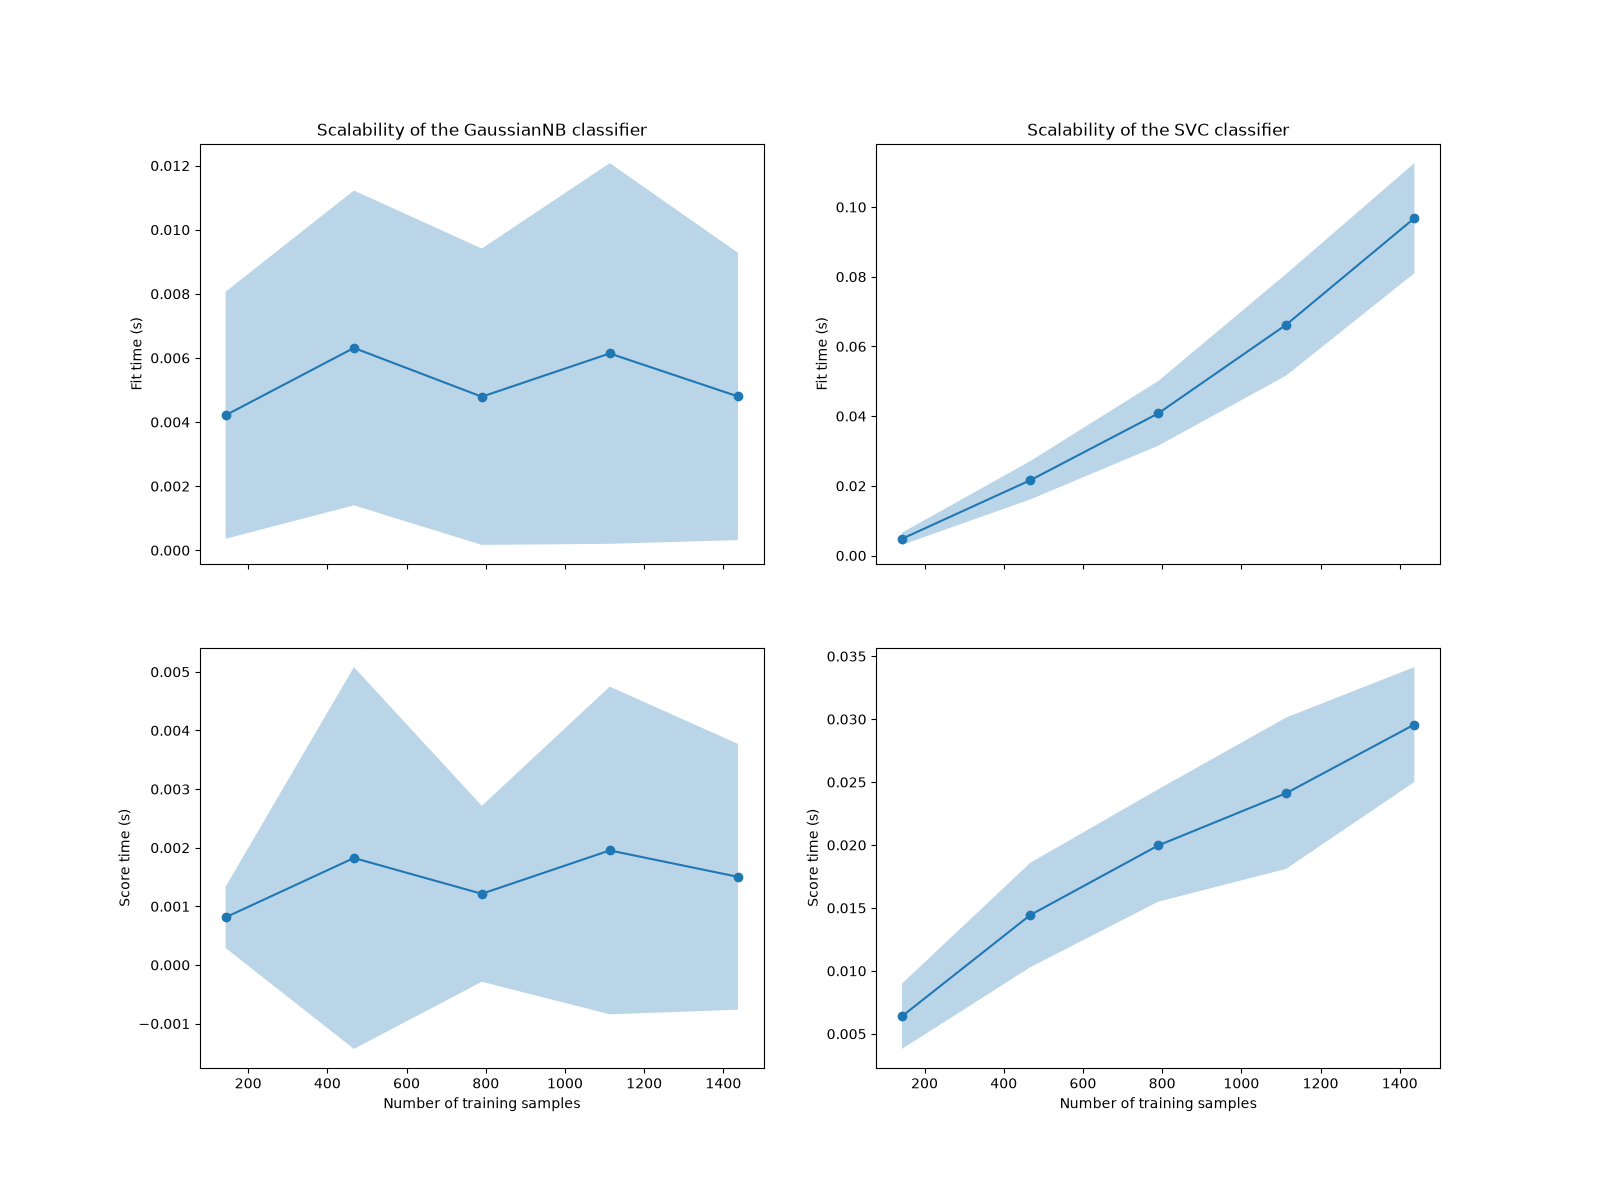 Scalability of the GaussianNB classifier
0.012
0.010
0.008
0.006
0.004
0.002
0.000
Fit time (s)
Scalability of the SVC classifier
0.10
0.08
0.06
0.04
0.02
0.00
Fit time (s)
0.005
0.004
0.003
0.002
0.001
0.000
−0.001
Score time (s)
200 400 600 800 1000 1200 1400
Number of training samples
0.035
0.030
0.025
0.020
0.015
0.010
0.005
Score time (s)
200 400 600 800 1000 1200 1400
Number of training samples